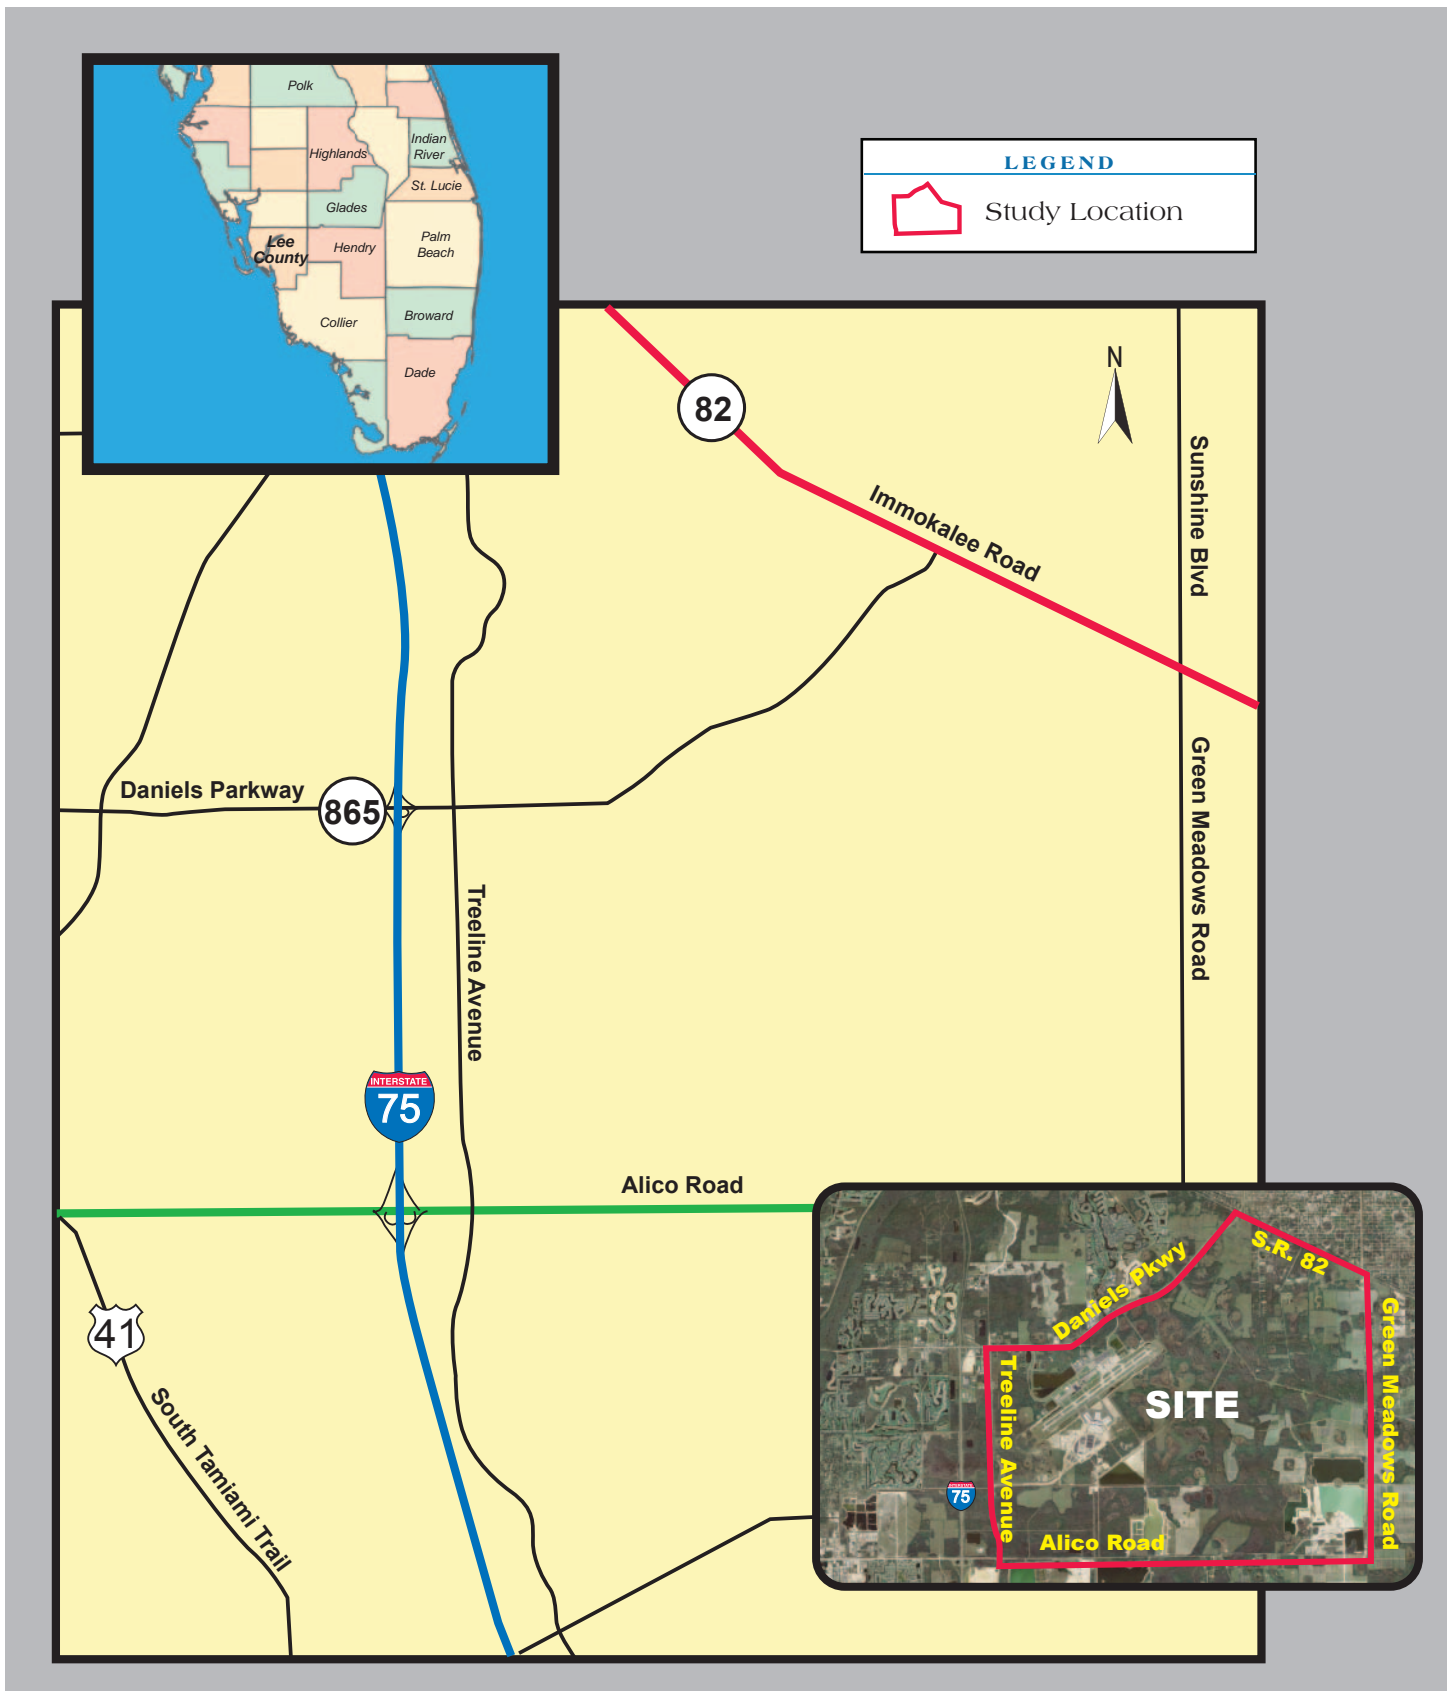 Polk
Highlands
Indian
River
St. Lucie
Glades
Lee
County
Hendry
Palm
Beach
Collier
Broward
Dade
LEGEND
Study Location
N
82
Immokalee Road
Sunshine Blvd
Green Meadows Road
Daniels Parkway
865
Treeline Avenue
INTERSTATE
75
Alico Road
41
South Tamiami Trail
Daniels Pkwy
S.R. 82
Green Meadows Road
Treeline Avenue
SITE
INTERSTATE
75
Alico Road